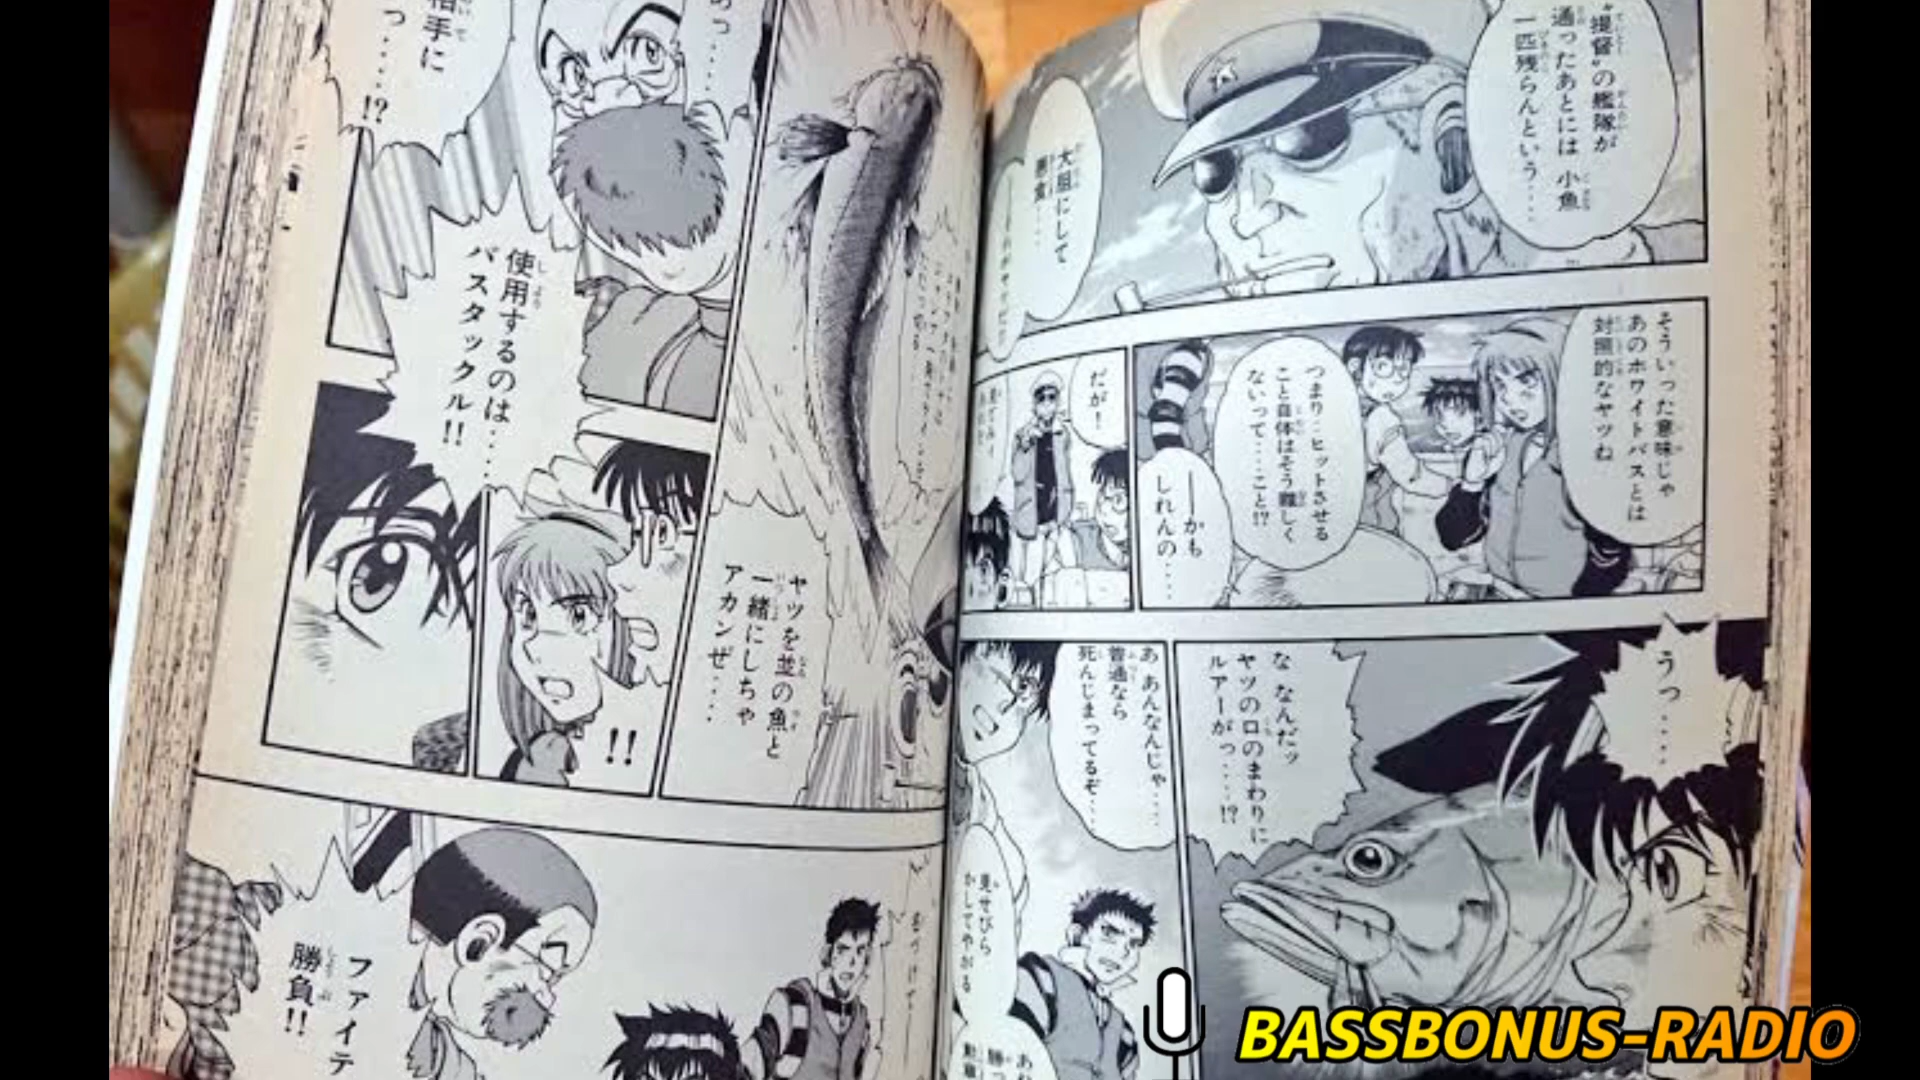 “提督”の艦隊が
通ったあとには 小魚
一匹残らんという‥‥
大胆にして
悪食‥‥
そういった意味じゃ
あのホワイトバスとは
対照的なヤツね
つまり‥ヒットさせる
こと自体はそう難しく
ないって‥‥こと!?
──かも
しれんの‥‥
だが!
うっ‥‥
な なんだッ
ヤツの口のまわりに
ルアーがっ‥‥!?
あ あんなんじゃ‥‥
普通なら
死んじまってるぞ‥‥
見せびら
かしてやがる
相手に
っ‥‥‥!?
使用するのは‥‥
バスタックル!!
ヤツを並の魚と
一緒にしちゃ
アカンぜ‥‥
!!
ファイテ
勝負!!
BASSBONUS-RADIO